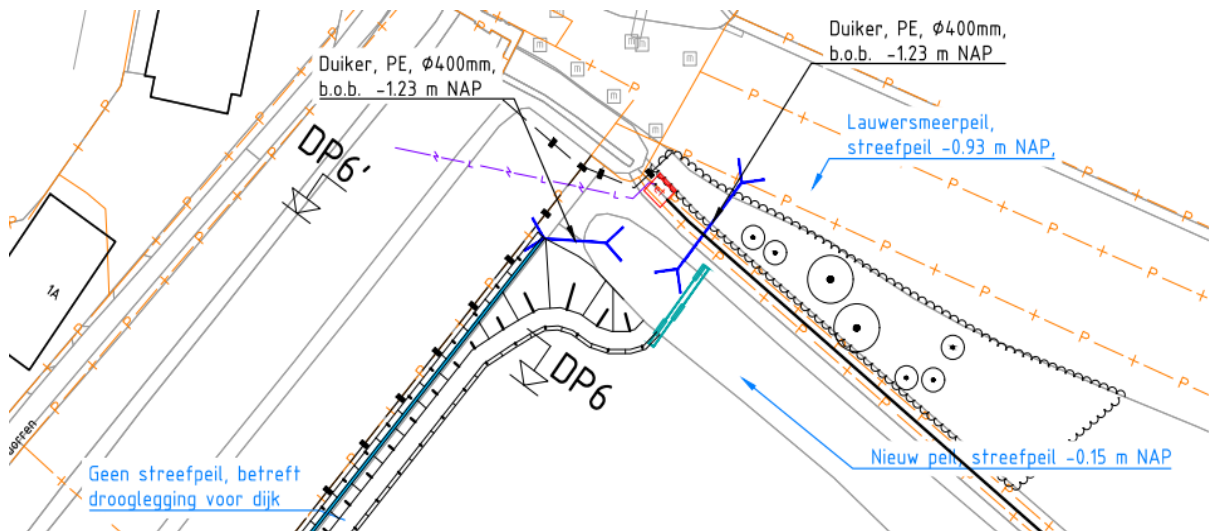 Duiker, PE, Ø400mm,
b.o.b. -1.23 m NAP
Duiker, PE, Ø400mm,
b.o.b. -1.23 m NAP
Lauwersmeerpeil,
streefpeil -0.93 m NAP,
DP6'
1A
DP6
Nieuw peil, streefpeil -0.15 m NAP
Geen streefpeil, betreft
drooglegging voor dijk